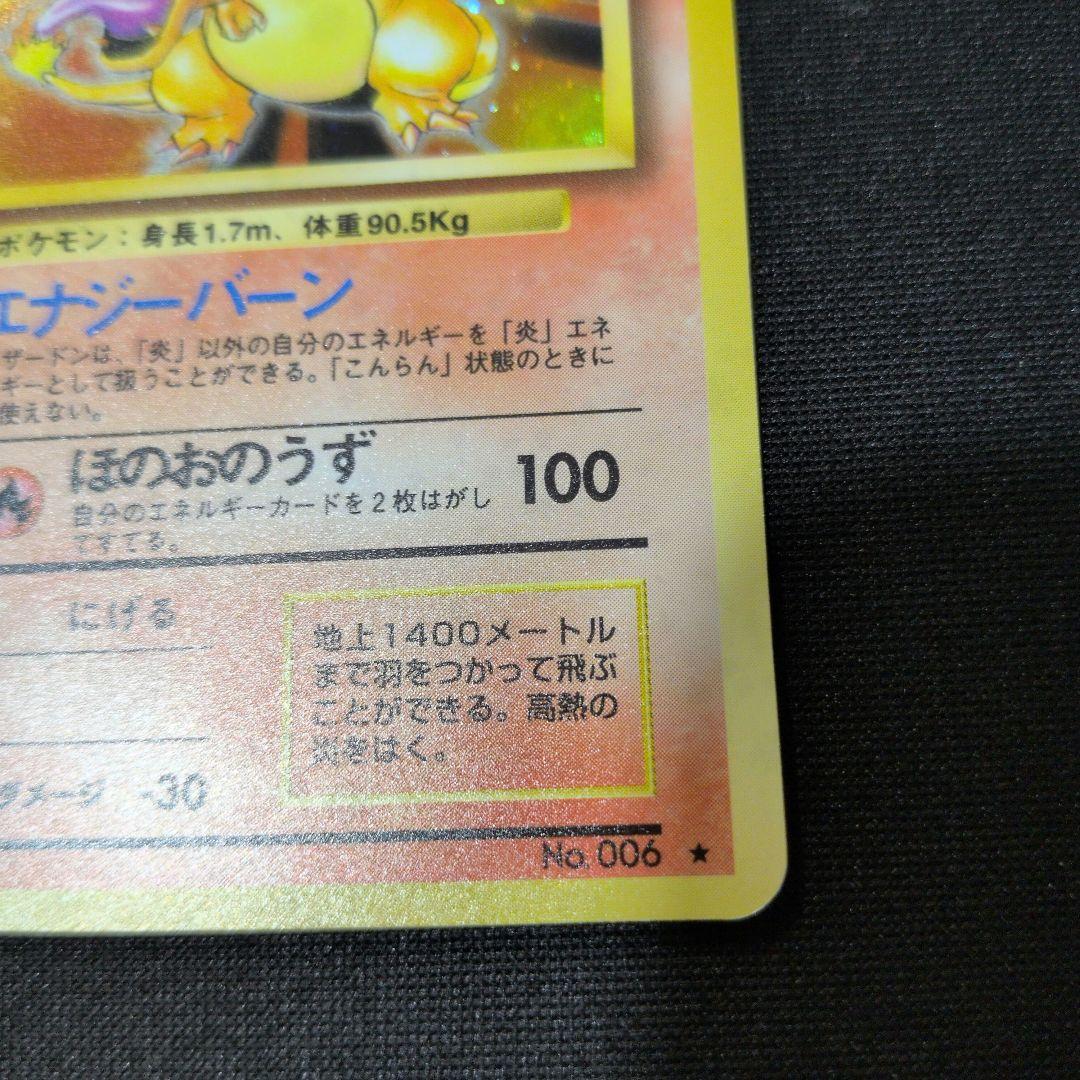 ポケモン：身長1.7m、体重90.5Kg
エナジーバーン
ザードンは、「炎」以外の自分のエネルギーを「炎」エネ
ギーとして扱うことができる。「こんらん」状態のときに
使えない。
ほのおのうず 100
自分のエネルギーカードを2枚はがし
てすてる。
にげる
地上1400メートル
まで羽をつかって飛ぶ
ことができる。高熱の
炎をはく。
ダメージ -30
No. 006 ★